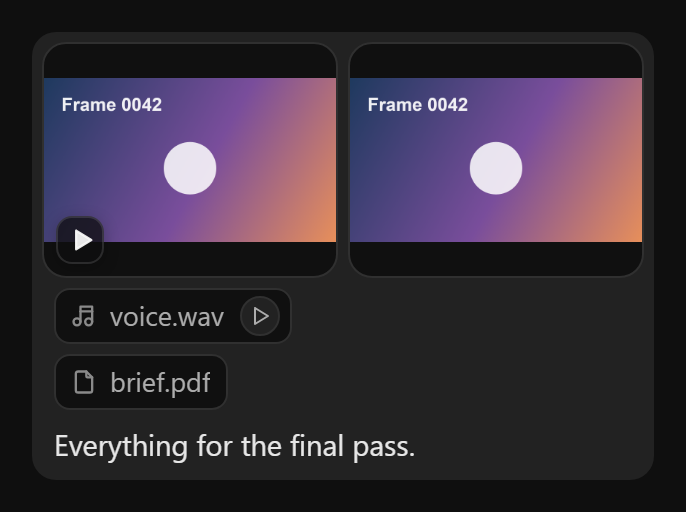 Frame 0042
Frame 0042
voice.wav
brief.pdf
Everything for the final pass.